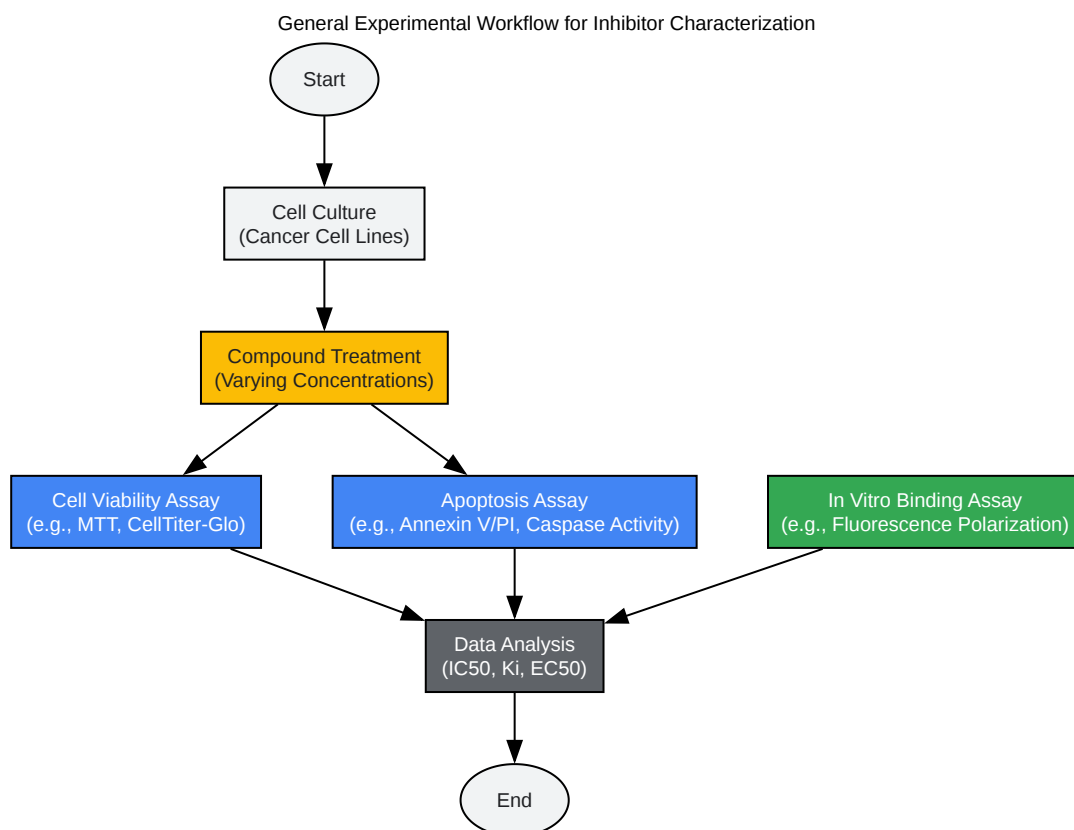 General Experimental Workflow for Inhibitor Characterization
Start
Cell Culture
(Cancer Cell Lines)
Compound Treatment
(Varying Concentrations)
Cell Viability Assay
(e.g., MTT, CellTiter-Glo)
Apoptosis Assay
(e.g., Annexin V/PI, Caspase Activity)
In Vitro Binding Assay
(e.g., Fluorescence Polarization)
Data Analysis
(IC50, Ki, EC50)
End